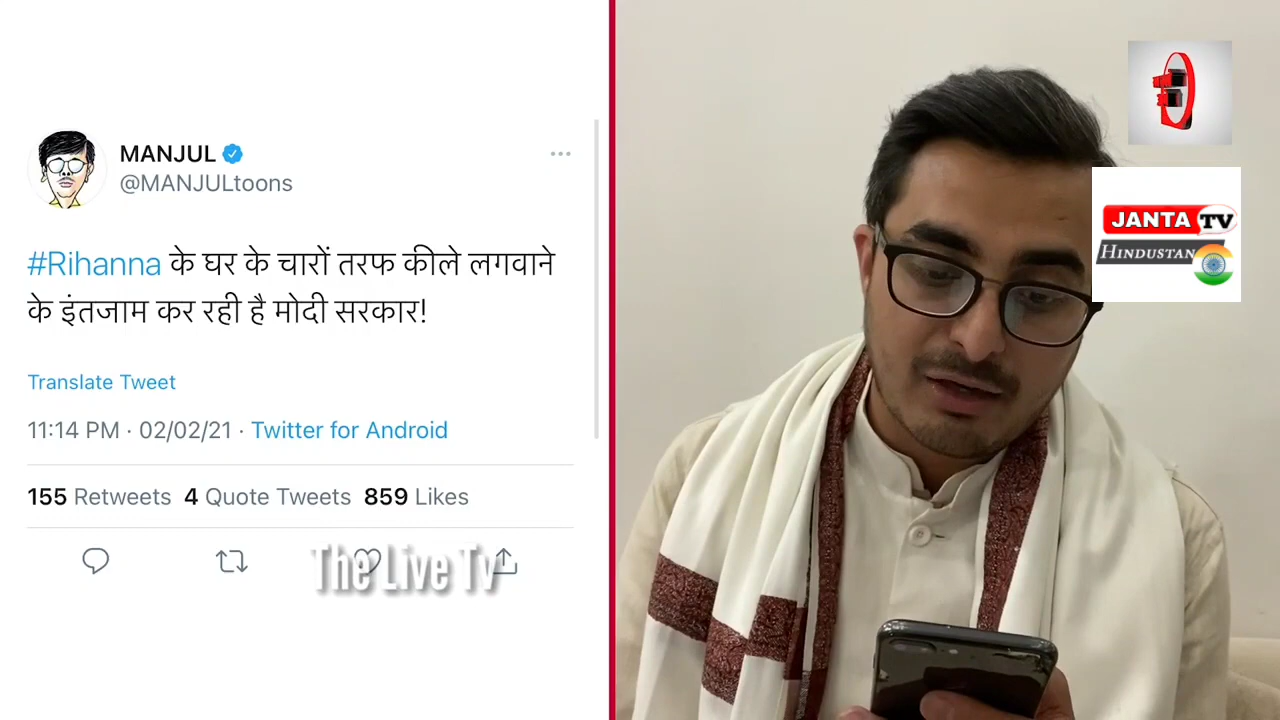 MANJUL
@MANJULtoons
#Rihanna के घर के चारों तरफ कीले लगवाने
के इंतजाम कर रही है मोदी सरकार!
Translate Tweet
11:14 PM · 02/02/21 · Twitter for Android
155 Retweets 4 Quote Tweets 859 Likes
The Live Tv
JANTA TV
HINDUSTAN